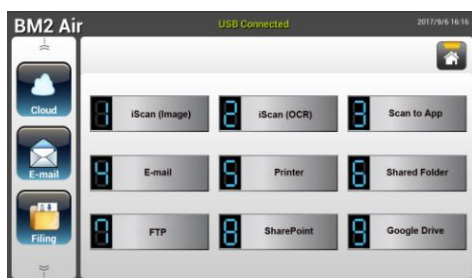 BM2 Air
USB Connected
2017/9/6 16:16
Cloud
E-mail
Filing
1 iScan (Image)
2 iScan (OCR)
3 Scan to App
4 E-mail
5 Printer
6 Shared Folder
7 FTP
8 SharePoint
9 Google Drive